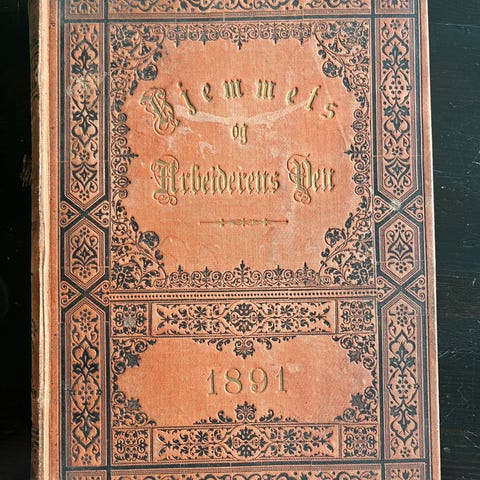 Hjemmets
og
Arbeiderens Ven
1891